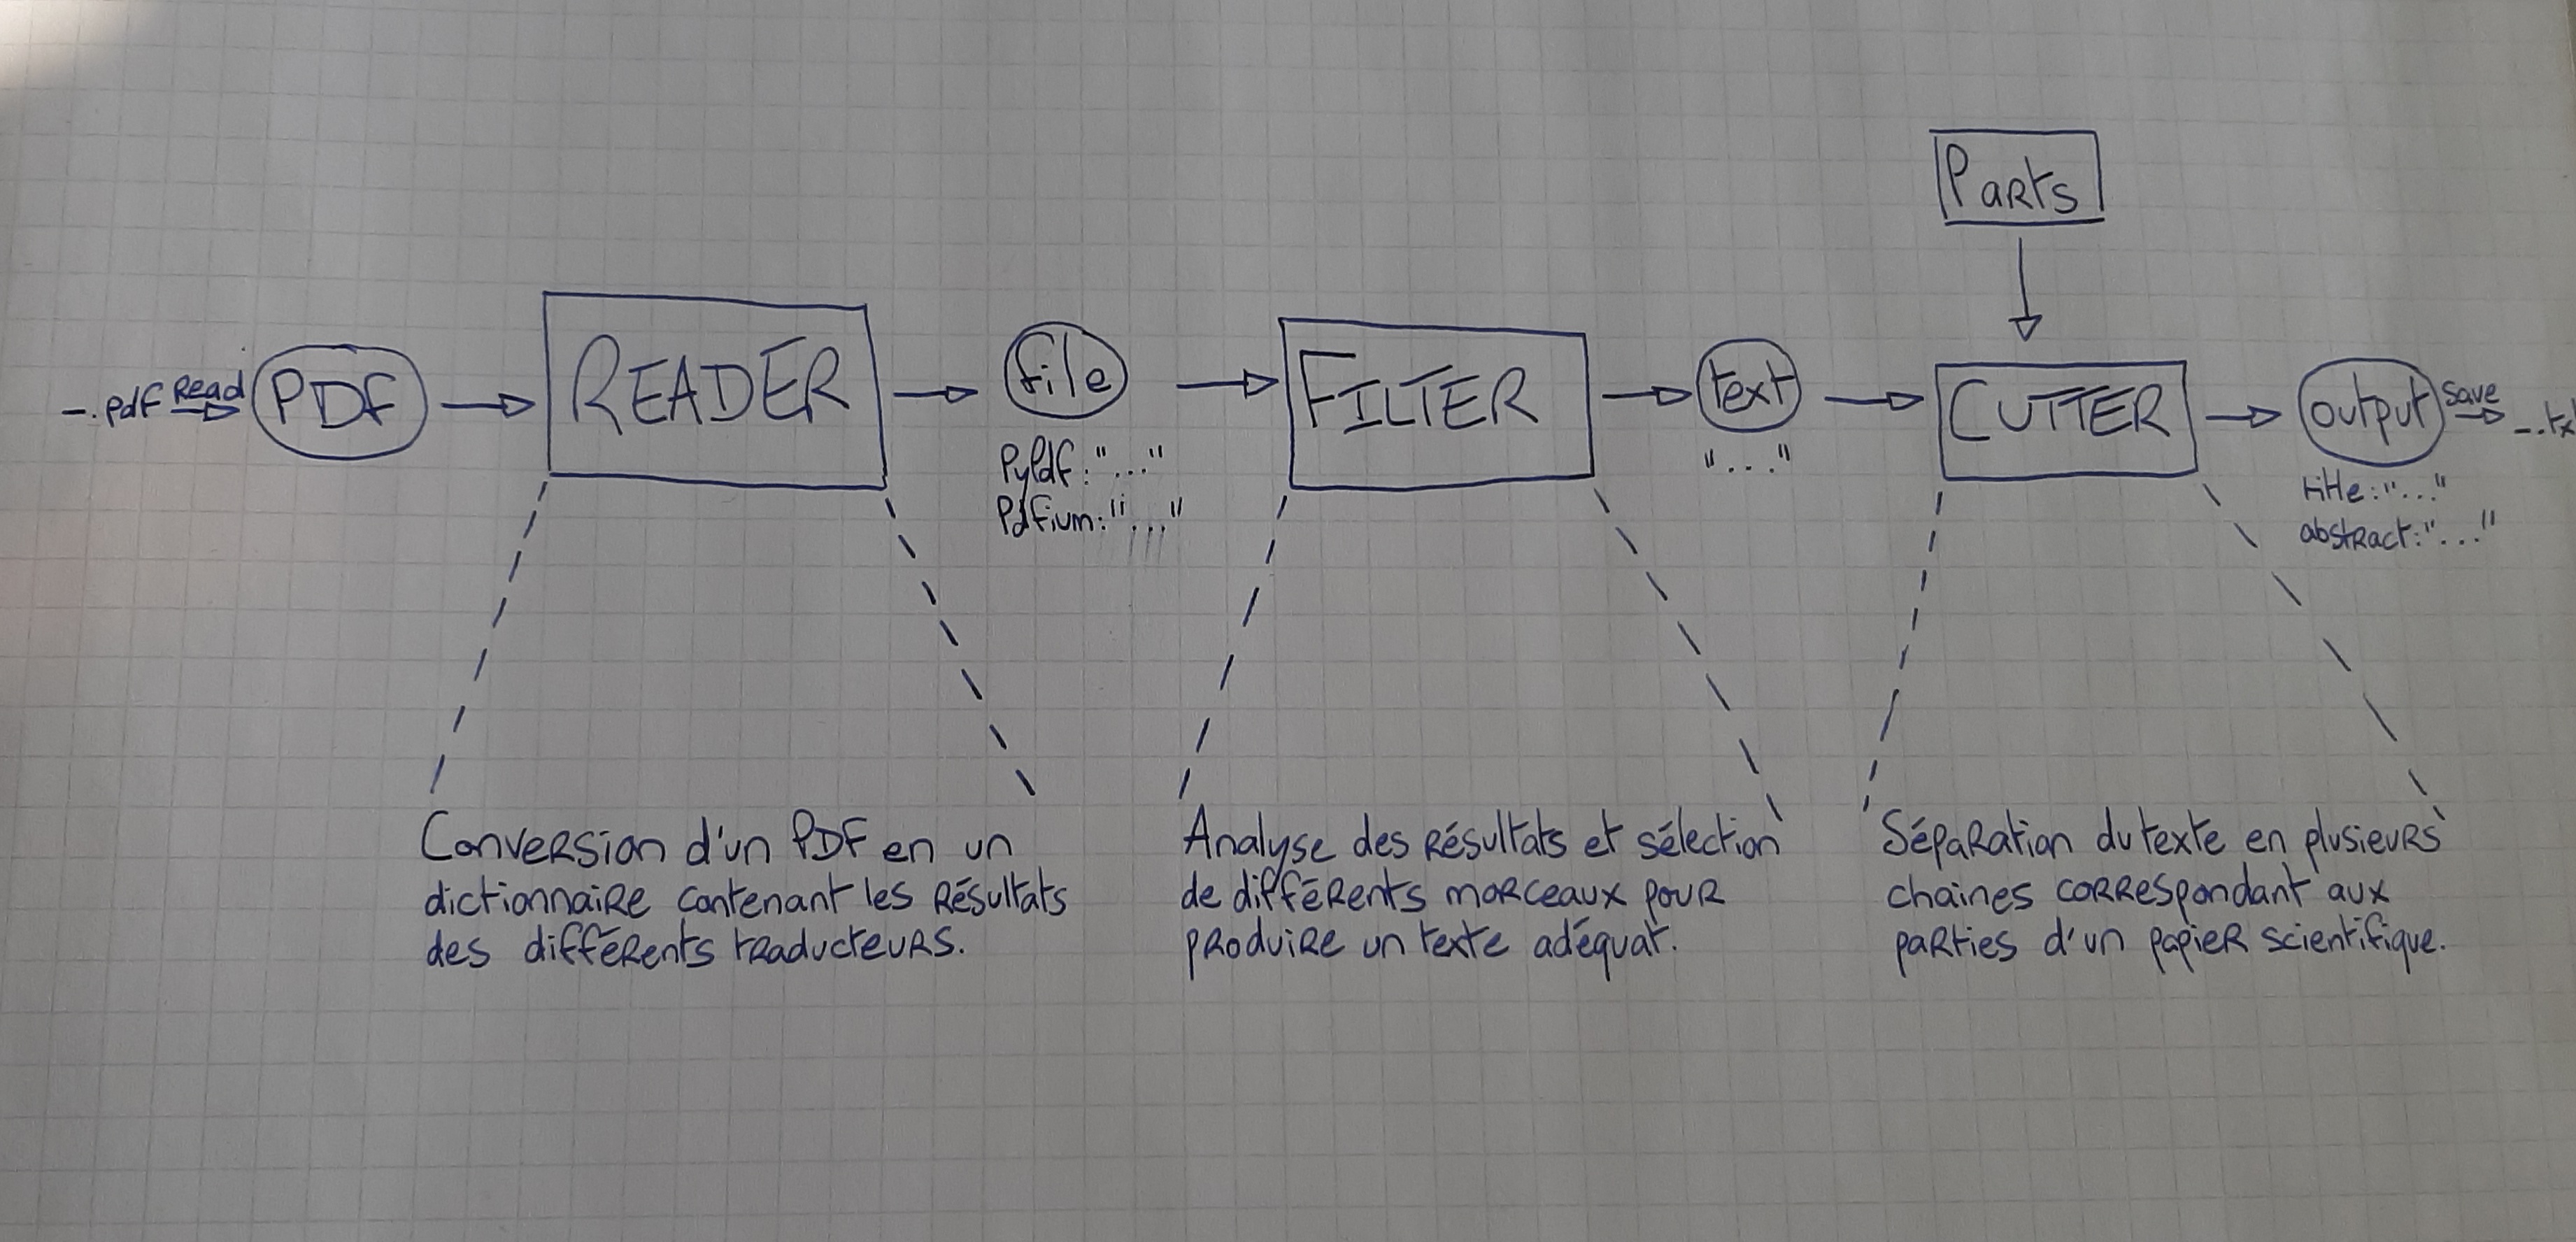 Parts
-.pdf Read PDF
READER
file
PyPdf:"..."
Pdfium:"..."
FILTER
text
"..."
CUTTER
output save -.tx
title:"..."
abstract:"..."
Conversion d'un PDF en un
dictionnaire contenant les résultats
des différents traducteurs.
Analyse des résultats et sélection
de différents morceaux pour
produire un texte adéquat.
Séparation du texte en plusieurs
chaines correspondant aux
parties d'un papier scientifique.